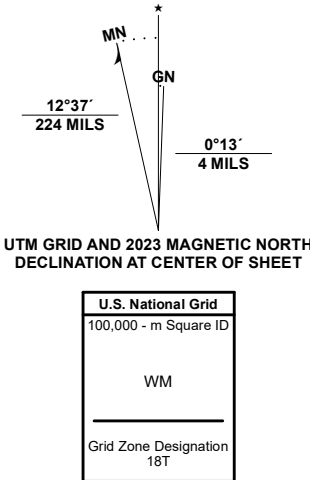 ★
MN
GN
12°37´
224 MILS
0°13´
4 MILS
UTM GRID AND 2023 MAGNETIC NORTH
DECLINATION AT CENTER OF SHEET
U.S. National Grid
100,000 - m Square ID
WM
Grid Zone Designation
18T